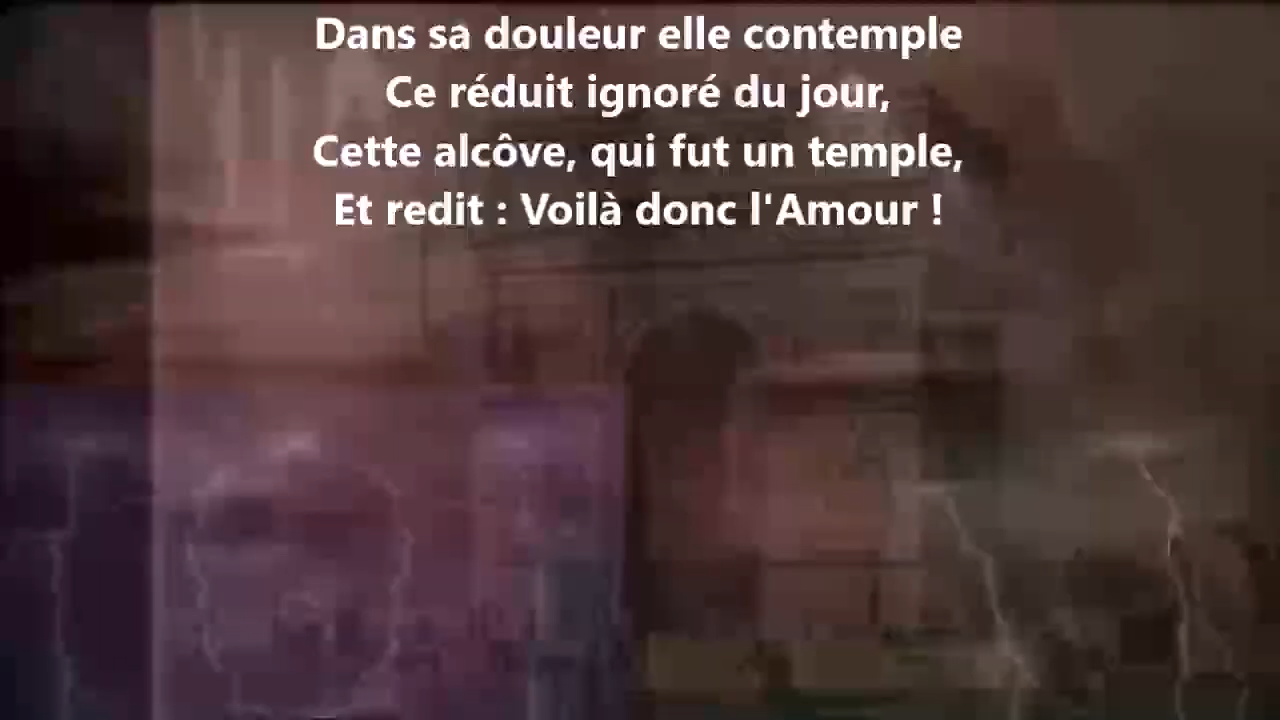 Dans sa douleur elle contemple
Ce réduit ignoré du jour,
Cette alcôve, qui fut un temple,
Et redit : Voilà donc l'Amour !